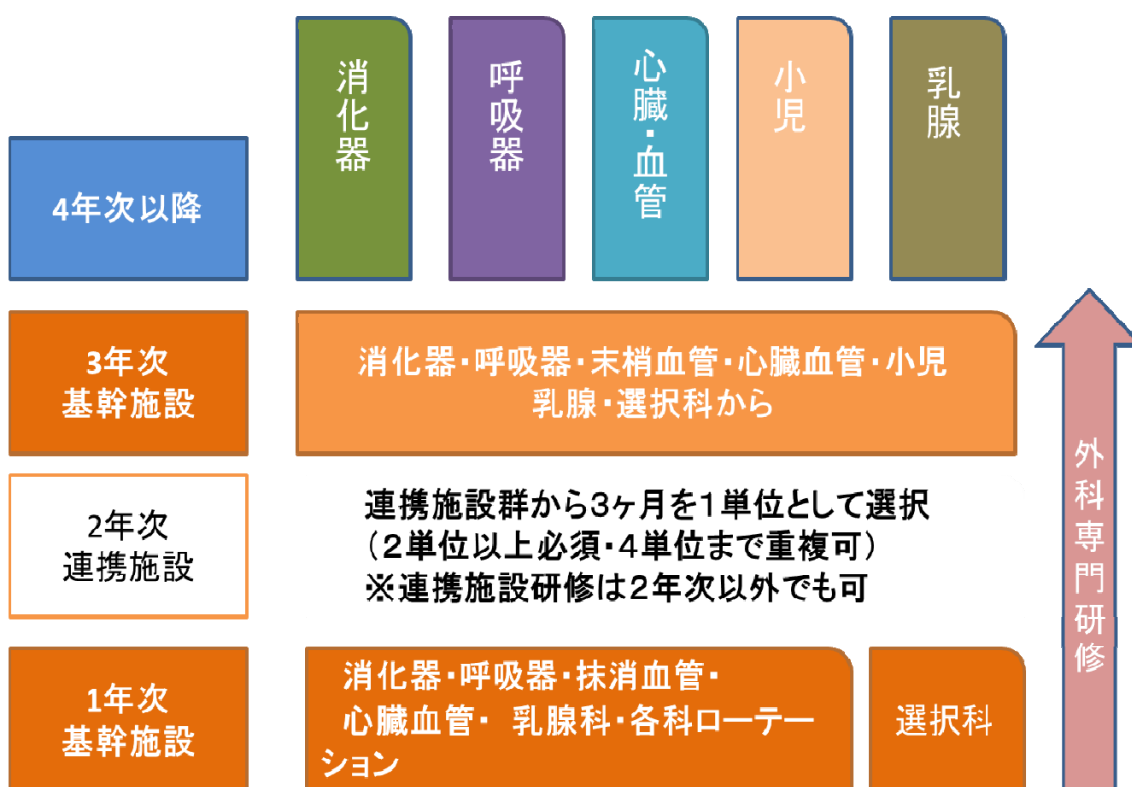 消化器
呼吸器
心臓・血管
小児
乳腺
4年次以降
3年次
基幹施設
消化器・呼吸器・末梢血管・心臓血管・小児
乳腺・選択科から
2年次
連携施設
連携施設群から3ヶ月を1単位として選択
（2単位以上必須・4単位まで重複可）
※連携施設研修は2年次以外でも可
1年次
基幹施設
消化器・呼吸器・抹消血管・
心臓血管・ 乳腺科・各科ローテー
ション
選択科
外科専門研修